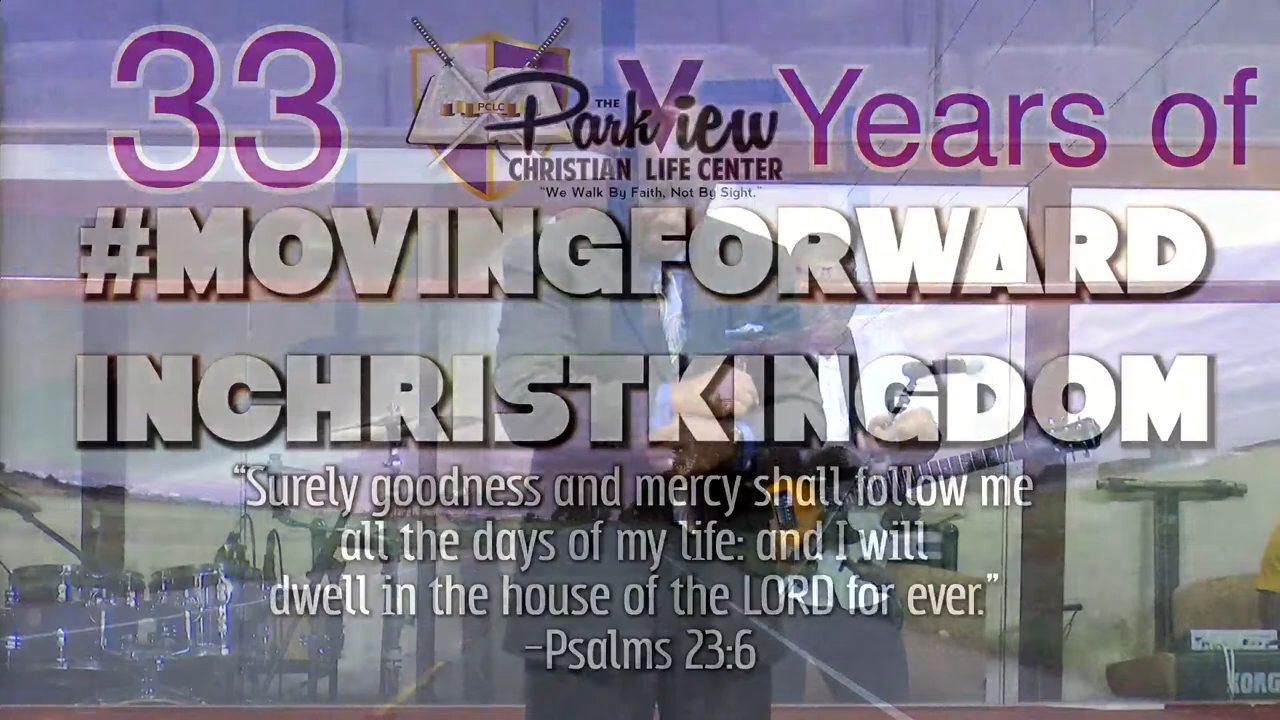 33 Years of
PCLC
THE
ParkView
CHRISTIAN LIFE CENTER
"We Walk By Faith, Not By Sight."
#MOVINGFORWARD
INCHRISTKINGDOM
“Surely goodness and mercy shall follow me
all the days of my life: and I will
dwell in the house of the LORD for ever.”
–Psalms 23:6
KORG